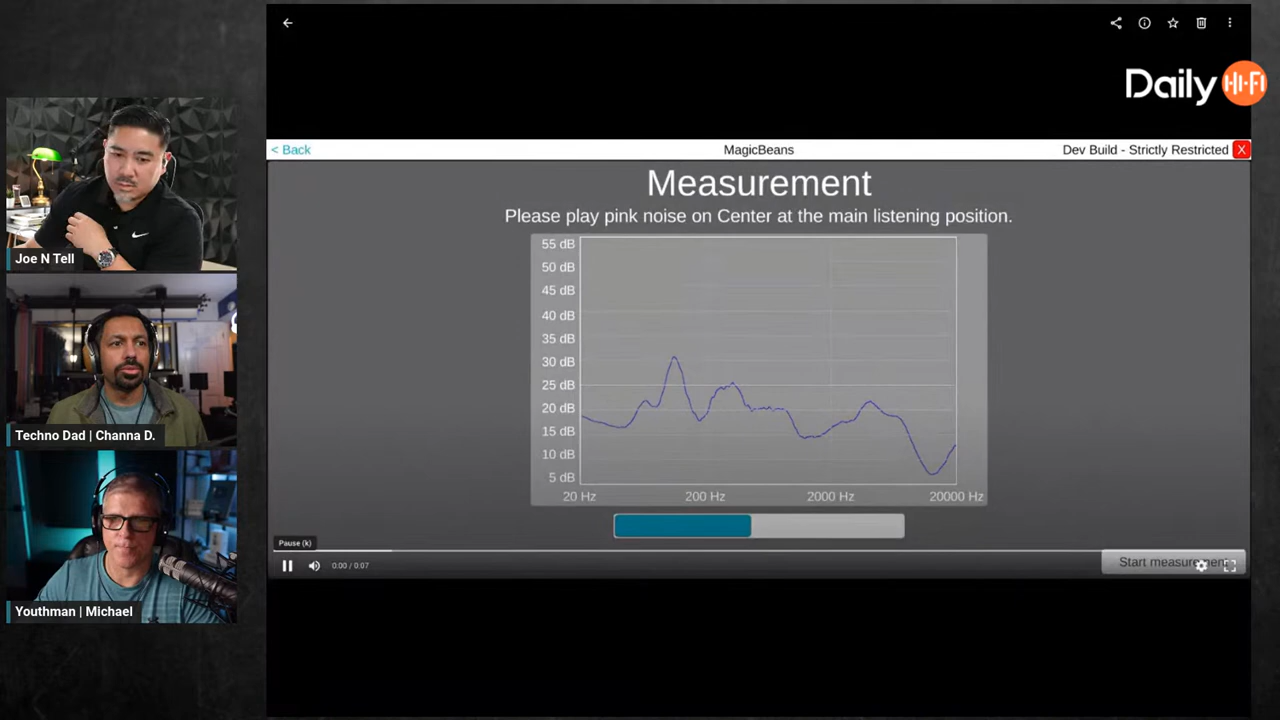 Daily HI-FI
< Back
MagicBeans
Dev Build - Strictly Restricted
X
Measurement
Please play pink noise on Center at the main listening position.
55 dB
50 dB
45 dB
40 dB
35 dB
30 dB
25 dB
20 dB
15 dB
10 dB
5 dB
20 Hz
200 Hz
2000 Hz
20000 Hz
Pause (k)
0:00 / 0:07
Start measurement
Joe N Tell
Techno Dad | Channa D.
Youthman | Michael